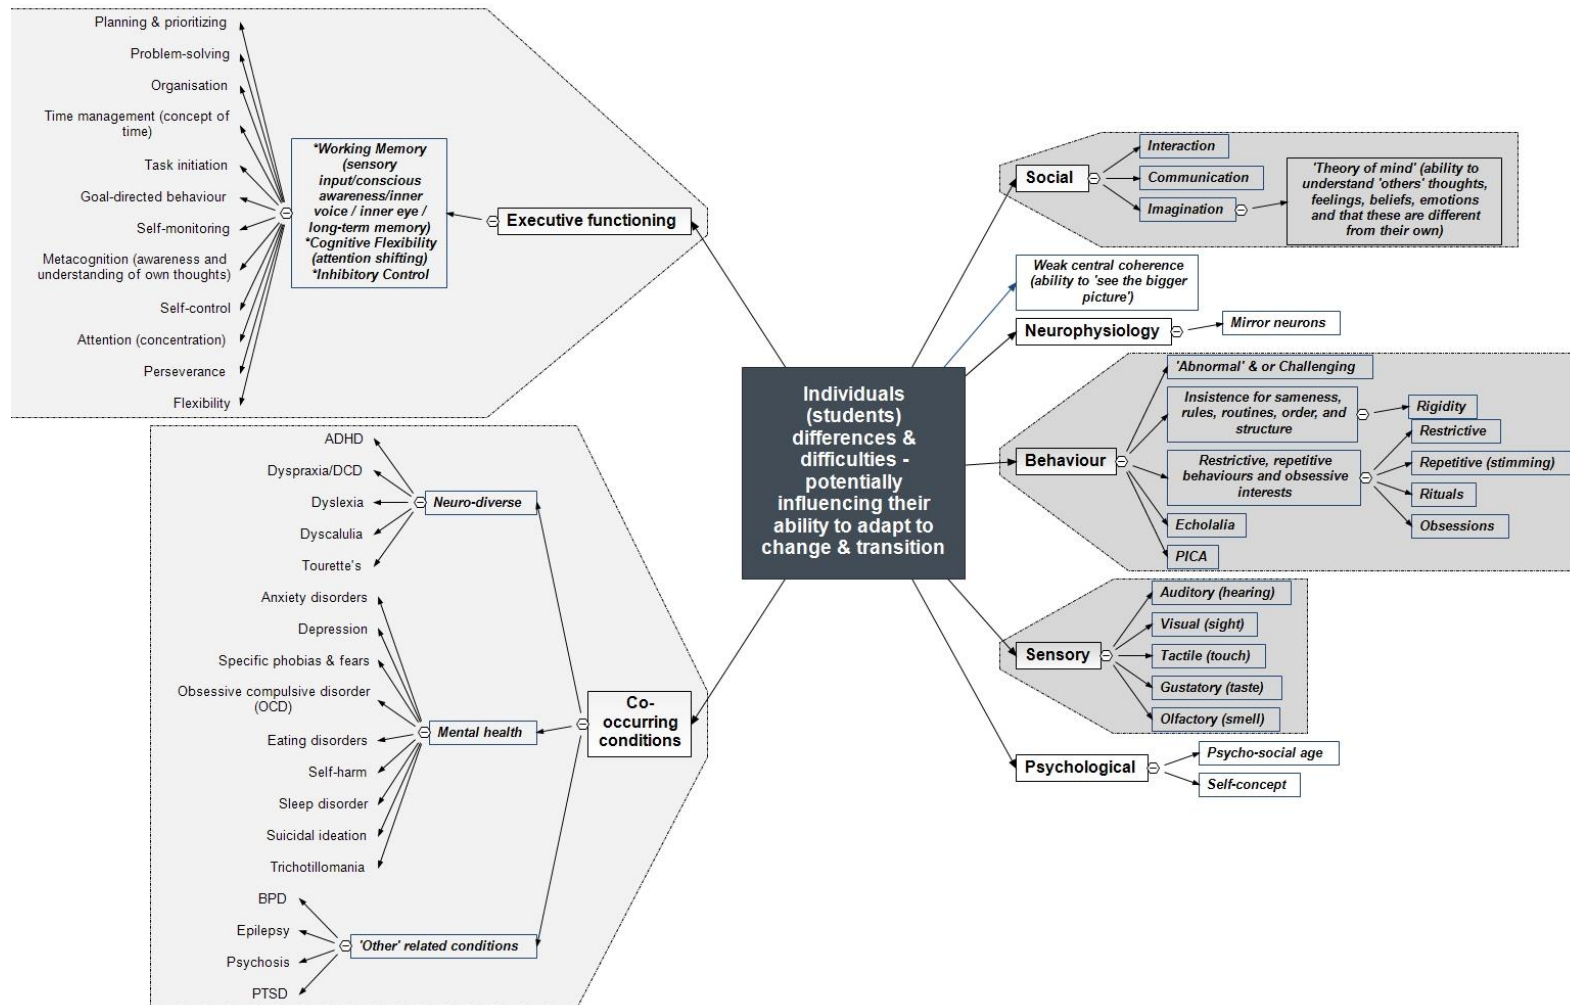 Planning & prioritizing
Problem-solving
Organisation
Time management (concept of
time)
Task initiation
Goal-directed behaviour
Self-monitoring
Metacognition (awareness and
understanding of own thoughts)
Self-control
Attention (concentration)
Perseverance
Flexibility
*Working Memory
(sensory
input/conscious
awareness/inner
voice / inner eye /
long-term memory)
*Cognitive Flexibility
(attention shifting)
*Inhibitory Control
Executive functioning
ADHD
Dyspraxia/DCD
Dyslexia
Dyscalulia
Tourette's
Neuro-diverse
Anxiety disorders
Depression
Specific phobias & fears
Obsessive compulsive disorder
(OCD)
Eating disorders
Self-harm
Sleep disorder
Suicidal ideation
Trichotillomania
Mental health
BPD
Epilepsy
Psychosis
PTSD
'Other' related conditions
Co-
occurring
conditions
Individuals
(students)
differences &
difficulties -
potentially
influencing their
ability to adapt to
change & transition
Social
Interaction
Communication
Imagination
'Theory of mind' (ability to
understand 'others' thoughts,
feelings, beliefs, emotions
and that these are different
from their own)
Weak central coherence
(ability to 'see the bigger
picture')
Neurophysiology
Mirror neurons
Behaviour
'Abnormal' & or Challenging
Insistence for sameness,
rules, routines, order, and
structure
Rigidity
Restrictive, repetitive
behaviours and obsessive
interests
Restrictive
Repetitive (stimming)
Rituals
Obsessions
Echolalia
PICA
Sensory
Auditory (hearing)
Visual (sight)
Tactile (touch)
Gustatory (taste)
Olfactory (smell)
Psychological
Psycho-social age
Self-concept